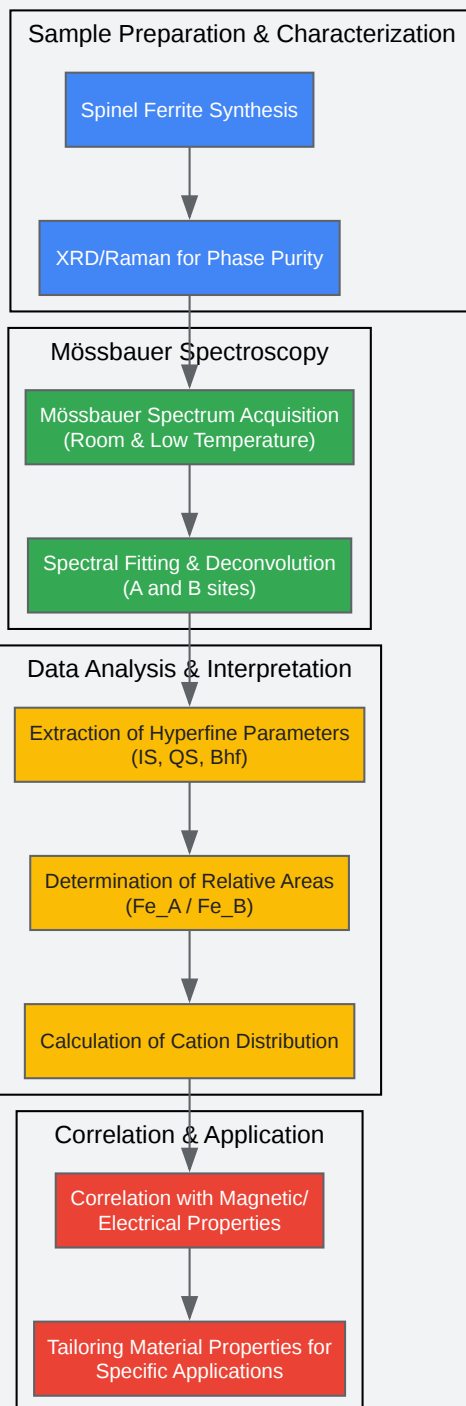 Sample Preparation & Characterization
Spinel Ferrite Synthesis
XRD/Raman for Phase Purity
Mössbauer Spectroscopy
Mössbauer Spectrum Acquisition
(Room & Low Temperature)
Spectral Fitting & Deconvolution
(A and B sites)
Data Analysis & Interpretation
Extraction of Hyperfine Parameters
(IS, QS, Bhf)
Determination of Relative Areas
(Fe_A / Fe_B)
Calculation of Cation Distribution
Correlation & Application
Correlation with Magnetic/
Electrical Properties
Tailoring Material Properties for
Specific Applications